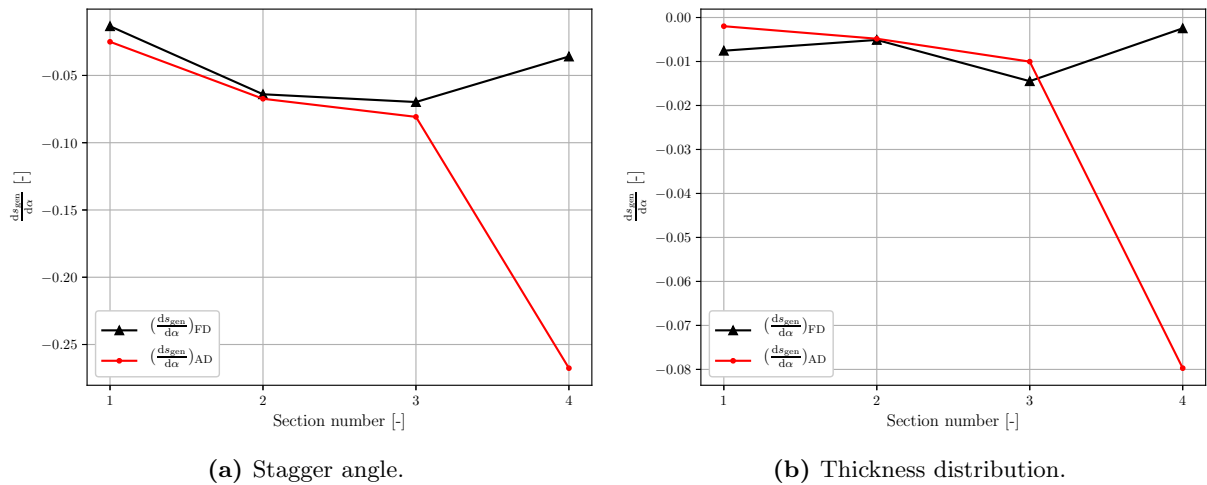 −0.05
−0.10
−0.15
−0.20
−0.25
1
2
3
4
Section number [-]
ds_gen/dα [-]
(ds_gen/dα)_FD
(ds_gen/dα)_AD
0.00
−0.01
−0.02
−0.03
−0.04
−0.05
−0.06
−0.07
−0.08
1
2
3
4
Section number [-]
ds_gen/dα [-]
(ds_gen/dα)_FD
(ds_gen/dα)_AD
(a) Stagger angle.
(b) Thickness distribution.